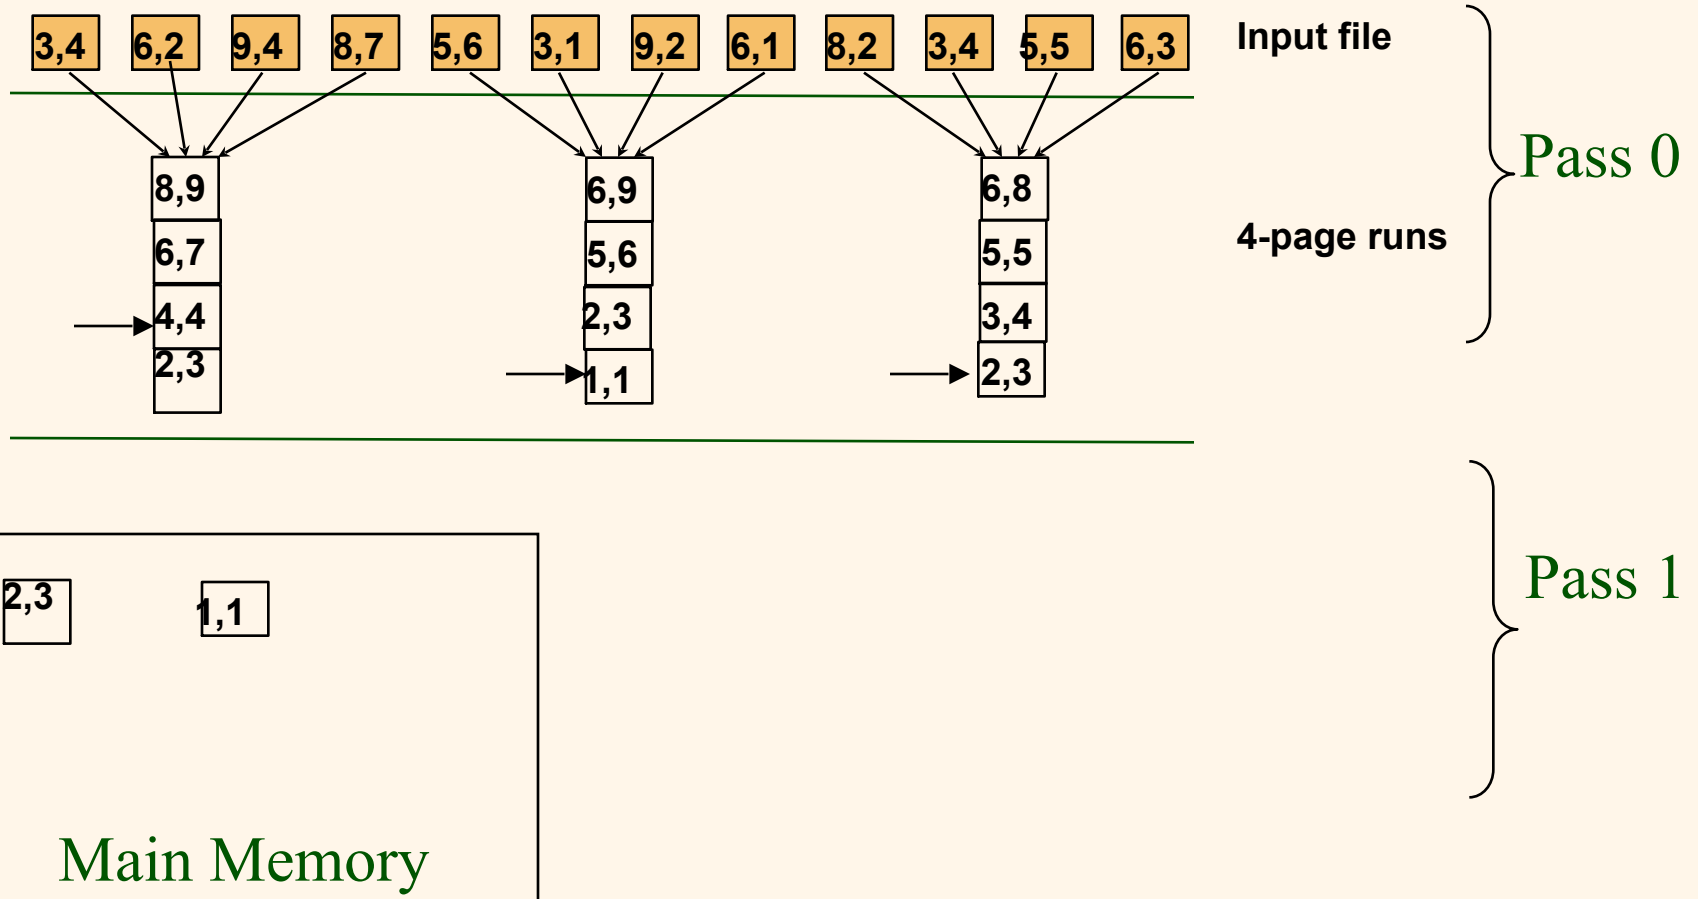 3,4 6,2 9,4 8,7 5,6 3,1 9,2 6,1 8,2 3,4 5,5 6,3 Input file
Pass 0
8,9 6,9 6,8
6,7 5,6 5,5 4-page runs
4,4 2,3 3,4
2,3 1,1 2,3
Pass 1
2,3 1,1
Main Memory